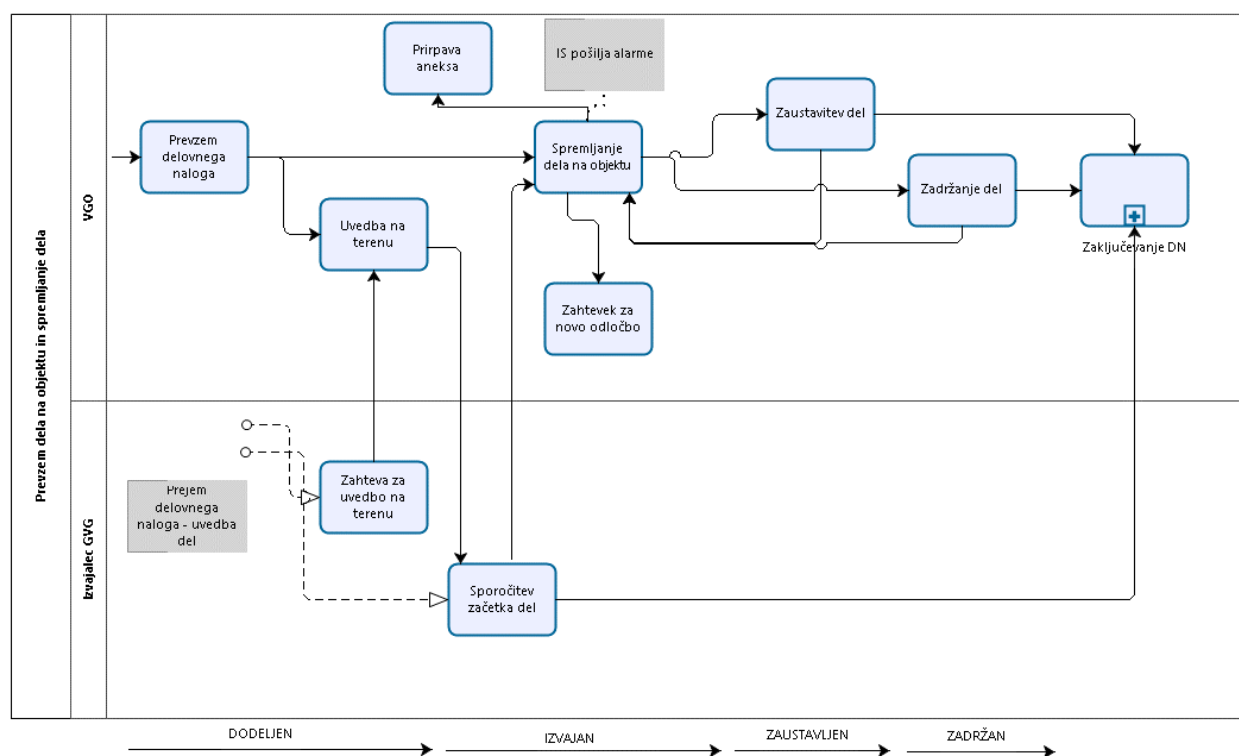 Prevzem dela na objektu in spremljanje dela
VGO
Prevzem
delovnega
naloga
Prirpava
aneksa
IS pošilja alarme
Uvedba na
terenu
Spremljanje
dela na objektu
Zahtevek za
novo odločbo
Zaustavitev del
Zadržanje del
Zaključevanje DN
Izvajalec GVG
Prejem
delovnega
naloga - uvedba
del
Zahteva za
uvedbo na
terenu
Sporočitev
začetka del
DODELJEN
IZVAJAN
ZAUSTAVLJEN
ZADRŽAN